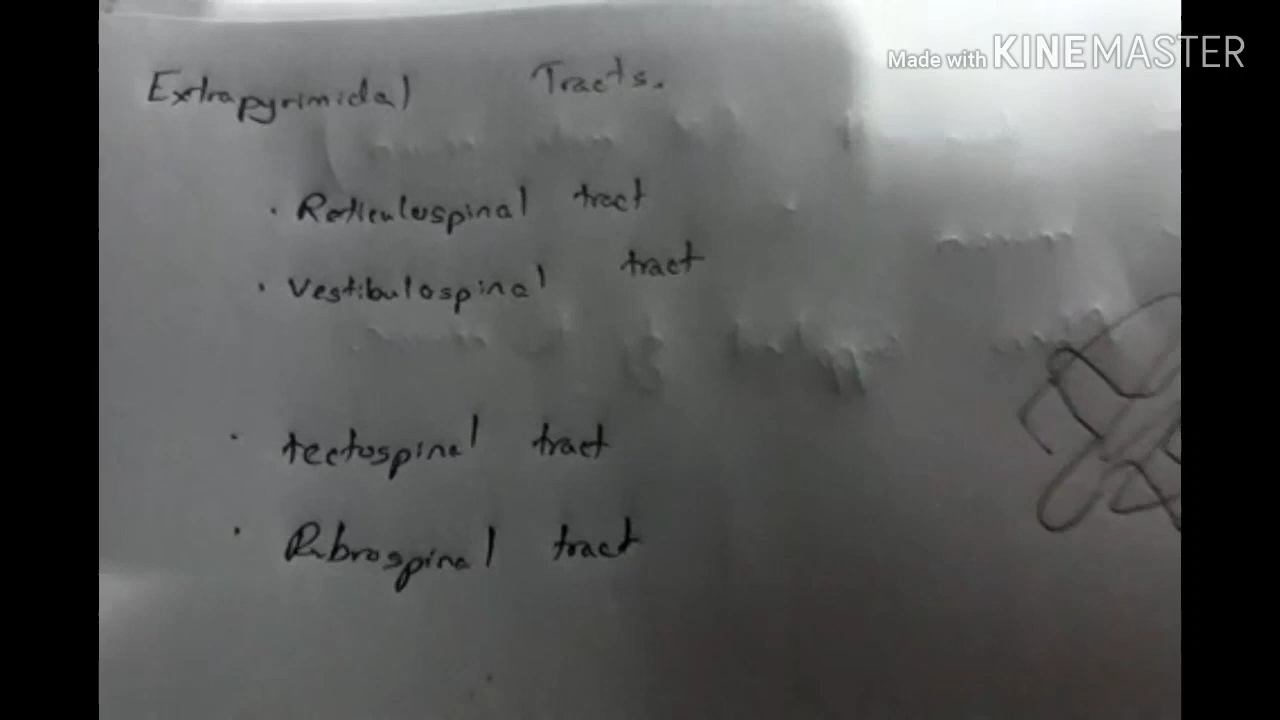 Made with KINEMASTER
Extrapyrimidal Tracts.
· Reticulospinal tract
· Vestibulospinal tract
· tectospinal tract
· Rubrospinal tract